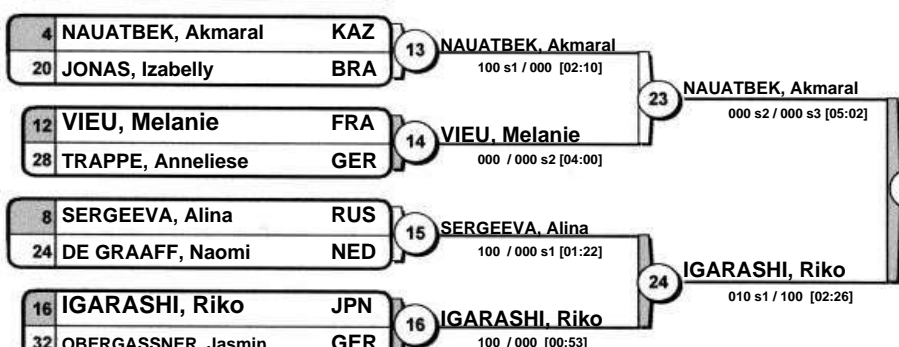 4 NAUATBEK, Akmaral KAZ
20 JONAS, Izabelly BRA
13 NAUATBEK, Akmaral
100 s1 / 000 [02:10]
12 VIEU, Melanie FRA
28 TRAPPE, Anneliese GER
14 VIEU, Melanie
000 / 000 s2 [04:00]
23 NAUATBEK, Akmaral
000 s2 / 000 s3 [05:02]
8 SERGEEVA, Alina RUS
24 DE GRAAFF, Naomi NED
15 SERGEEVA, Alina
100 / 000 s1 [01:22]
16 IGARASHI, Riko JPN
32 OBERGASSNER, Jasmin GER
16 IGARASHI, Riko
100 / 000 [00:53]
24 IGARASHI, Riko
010 s1 / 100 [02:26]